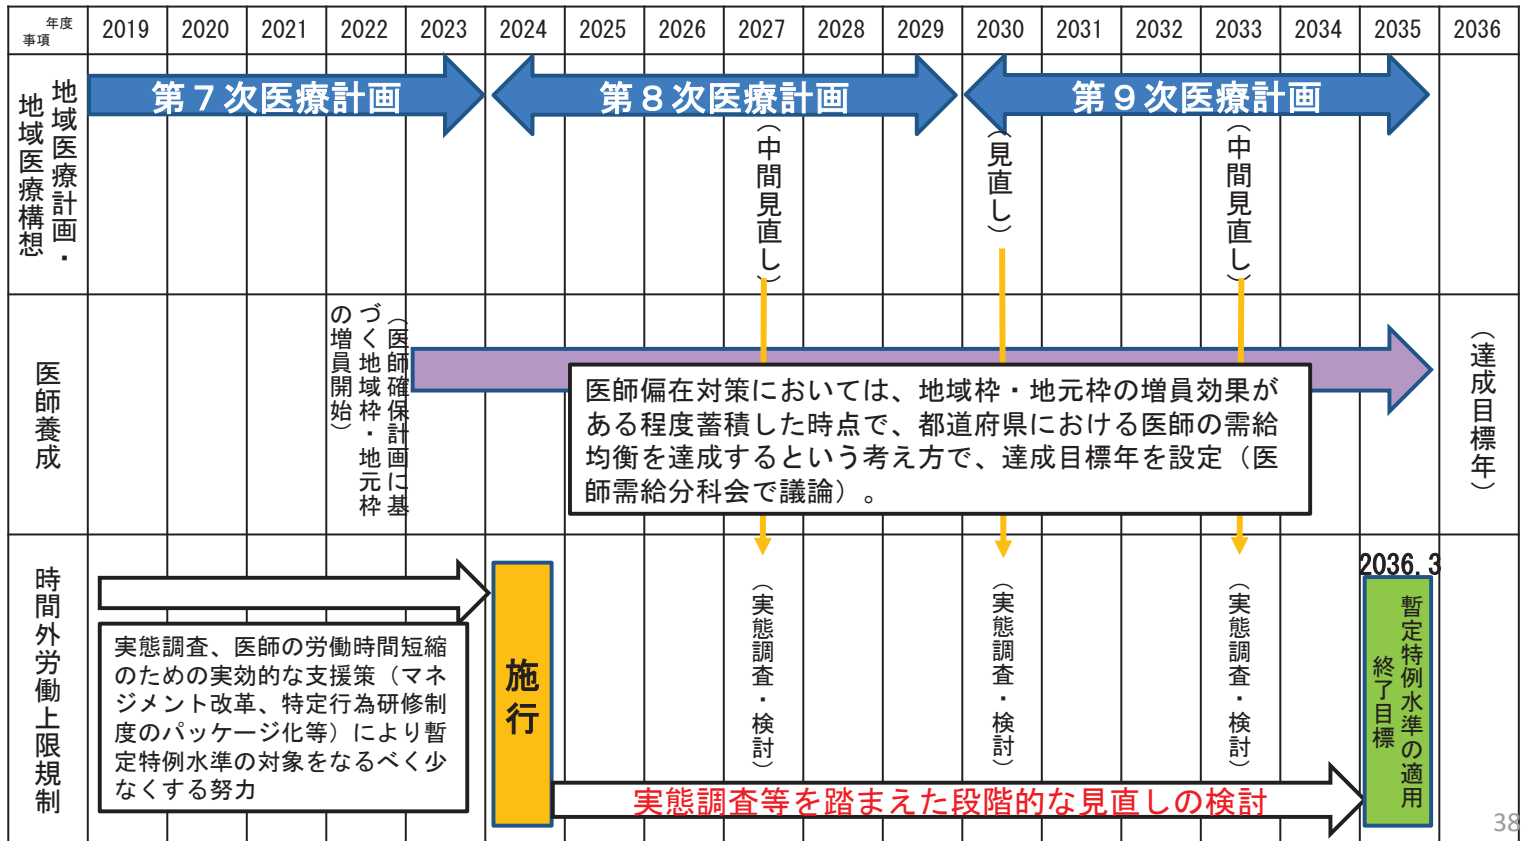 年度
事項
2019 2020 2021 2022 2023 2024 2025 2026 2027 2028 2029 2030 2031 2032 2033 2034 2035 2036
地域医療計画・
地域医療構想
第７次医療計画
第８次医療計画
第９次医療計画
（中間見直し）
（見直し）
（中間見直し）
医師養成
（医師確保計画に基
づく地域枠・地元枠
の増員開始）
医師偏在対策においては、地域枠・地元枠の増員効果が
ある程度蓄積した時点で、都道府県における医師の需給
均衡を達成するという考え方で、達成目標年を設定（医
師需給分科会で議論）。
（達成目標年）
時間外労働上限規制
実態調査、医師の労働時間短縮
のための実効的な支援策（マネ
ジメント改革、特定行為研修制
度のパッケージ化等）により暫
定特例水準の対象をなるべく少
なくする努力
施行
（実態調査・検討）
（実態調査・検討）
（実態調査・検討）
実態調査等を踏まえた段階的な見直しの検討
2036.3
暫定特例水準の適用
終了目標
38